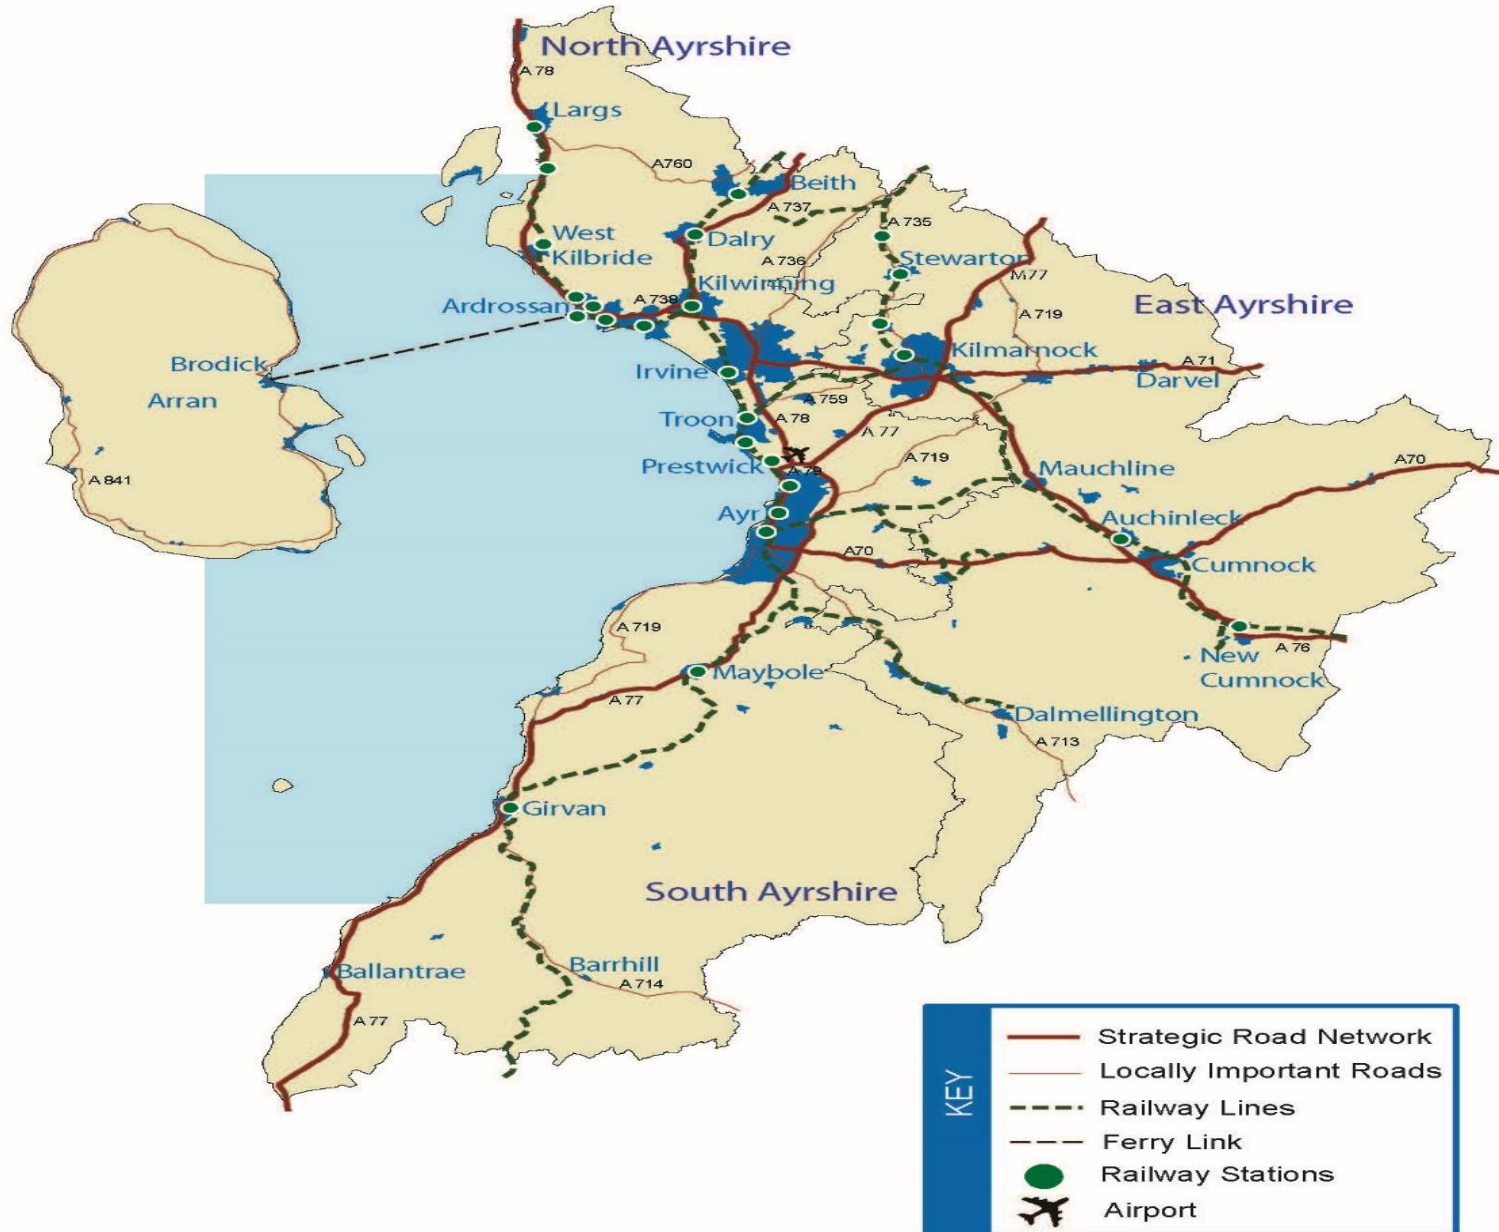 North Ayrshire
A 78
Largs
A760
Beith
A 737
West
Kilbride
Dalry
A 735
A 736
Stewarton
M77
Kilwinning
A 738
Ardrossan
East Ayrshire
A 719
Brodick
Arran
Irvine
Kilmarnock
A 71
Darvel
A 759
Troon
A 78
A 77
A 719
Prestwick
A 79
Mauchline
A70
A 841
Ayr
Auchinleck
A70
Cumnock
A 719
A 76
New
Cumnock
Maybole
A 77
Dalmellington
A 713
Girvan
South Ayrshire
Ballantrae
Barrhill
A 714
A 77
KEY
Strategic Road Network
Locally Important Roads
Railway Lines
Ferry Link
Railway Stations
Airport